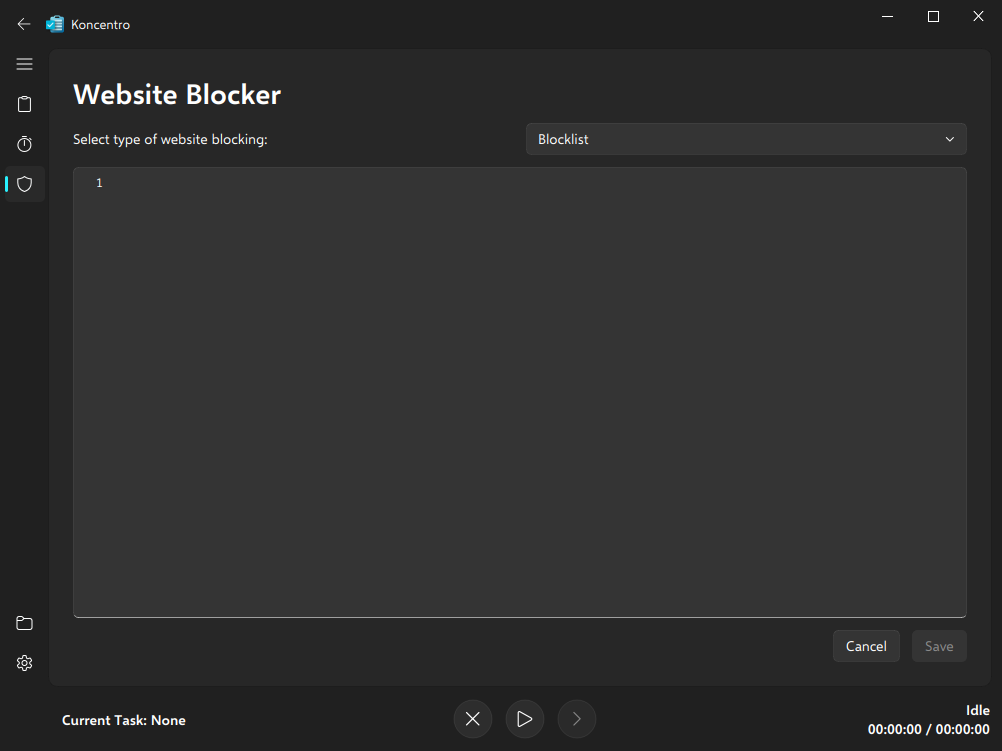 Koncentro
Website Blocker
Select type of website blocking:
Blocklist
1
Cancel
Save
Current Task: None
Idle
00:00:00 / 00:00:00